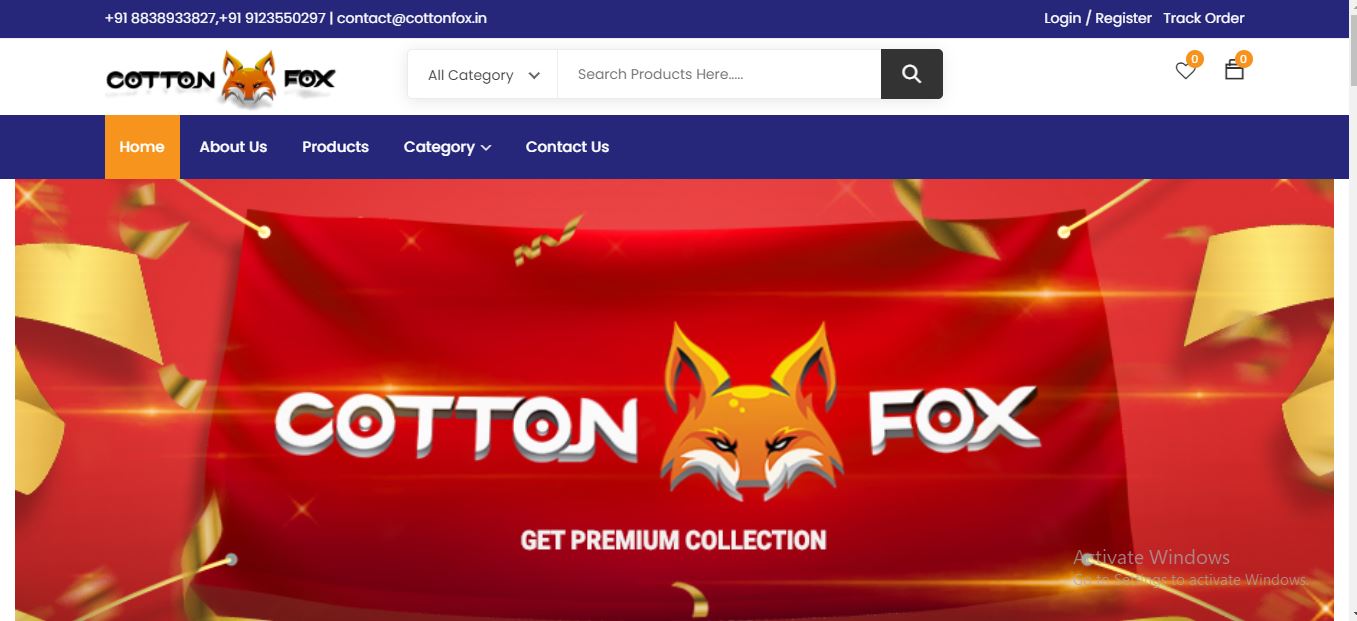 +91 8838933827,+91 9123550297 | contact@cottonfox.in
Login / Register Track Order
COTTON FOX
All Category
Search Products Here.....
0
0
Home
About Us
Products
Category
Contact Us
COTTON FOX
GET PREMIUM COLLECTION
Activate Windows
Go to Settings to activate Windows.